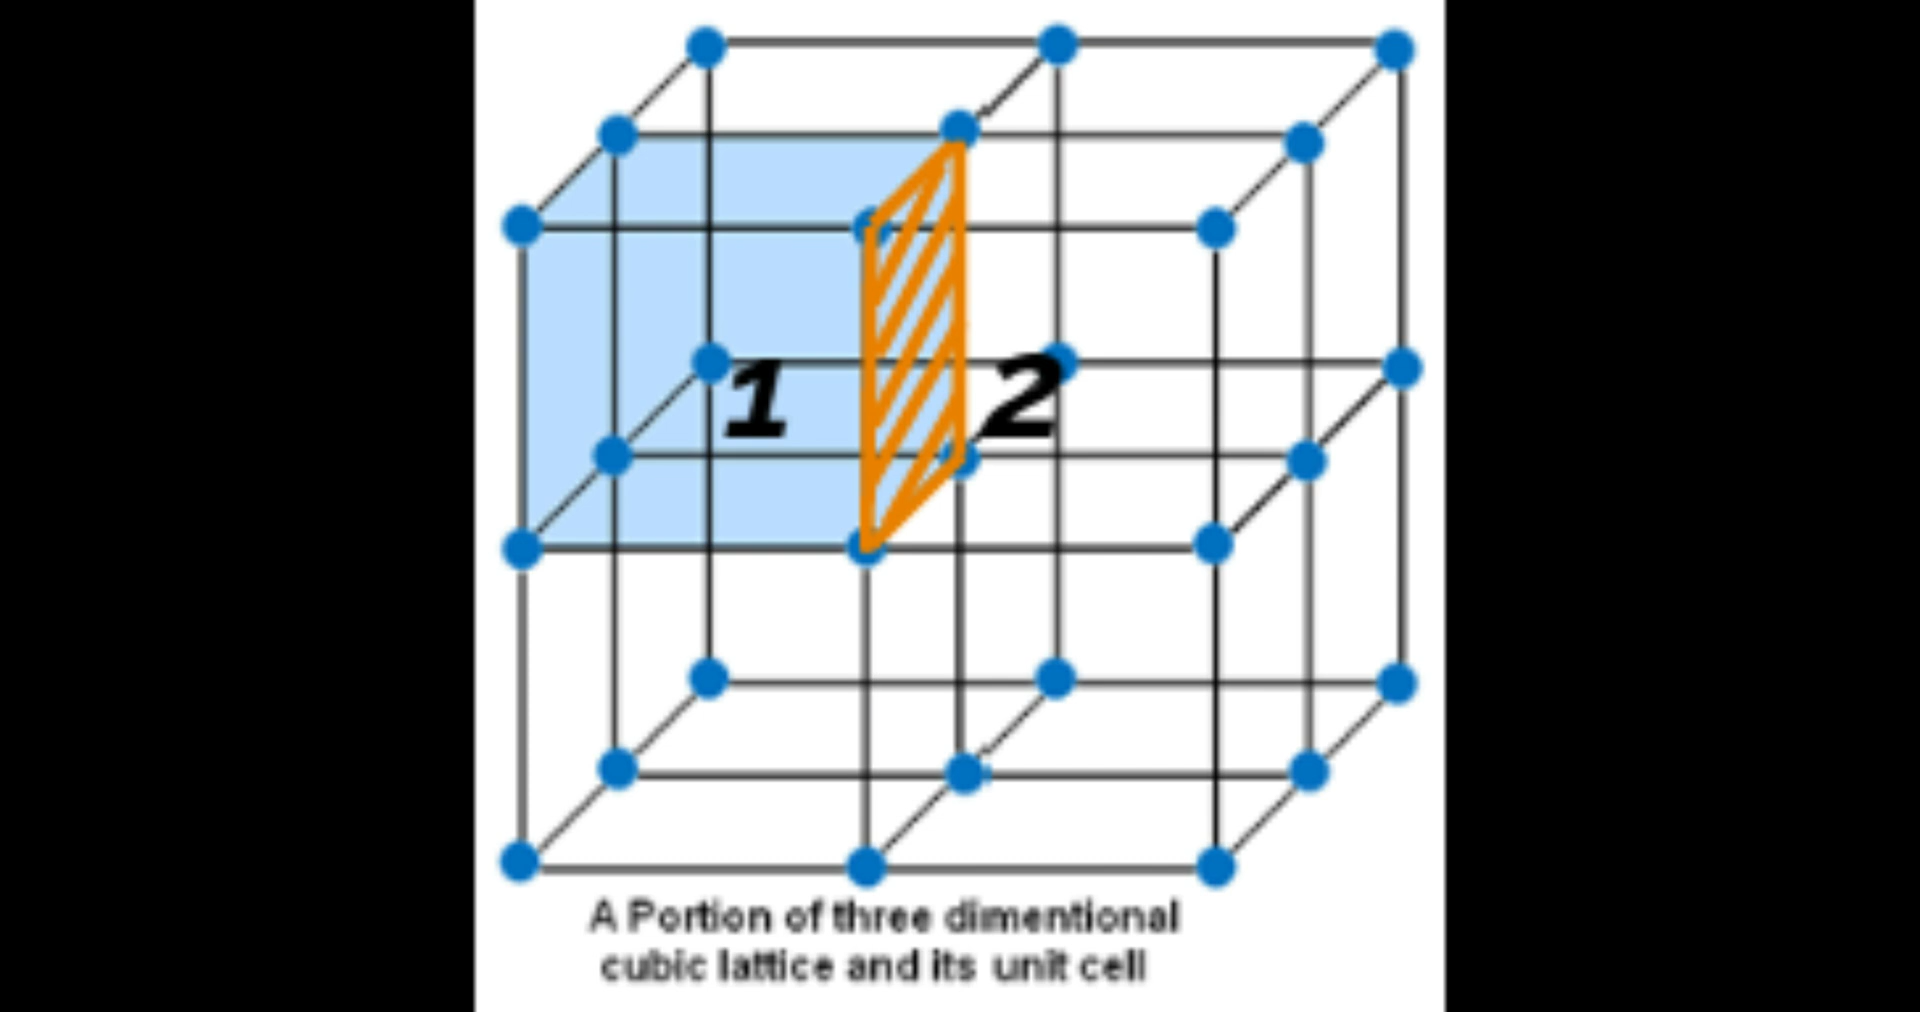 1
2
A Portion of three dimentional
cubic lattice and its unit cell